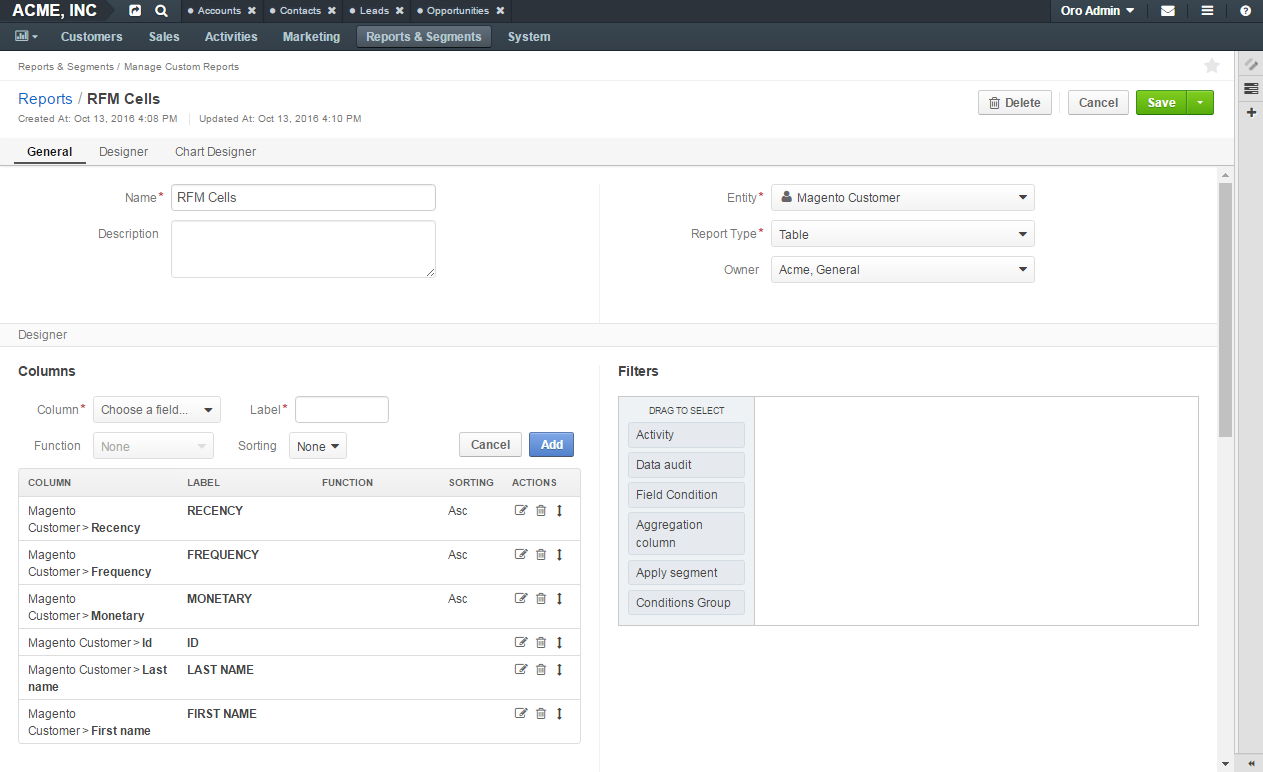 ACME, INC Accounts Contacts Leads Opportunities Oro Admin
Customers Sales Activities Marketing Reports & Segments System
Reports & Segments / Manage Custom Reports
Reports / RFM Cells
Delete Cancel Save
Created At: Oct 13, 2016 4:08 PM Updated At: Oct 13, 2016 4:10 PM
General Designer Chart Designer
Name* RFM Cells
Entity* Magento Customer
Description
Report Type* Table
Owner Acme, General
Designer
Columns
Column* Choose a field... Label*
Function None Sorting None Cancel Add
COLUMN LABEL FUNCTION SORTING ACTIONS
Magento
Customer > Recency RECENCY Asc
Magento
Customer > Frequency FREQUENCY Asc
Magento
Customer > Monetary MONETARY Asc
Magento Customer > Id ID
Magento Customer > Last
name LAST NAME
Magento
Customer > First name FIRST NAME
Filters
DRAG TO SELECT
Activity
Data audit
Field Condition
Aggregation
column
Apply segment
Conditions Group